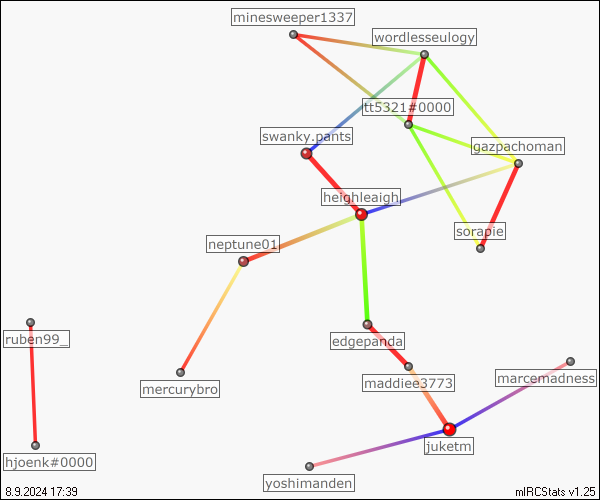 minesweeper1337
wordlesseulogy
tt5321#0000
swanky.pants
gazpachoman
heighleaigh
sorapie
neptune01
ruben99_
edgepanda
maddiee3773
marcemadness
mercurybro
juketm
hjoenk#0000
yoshimanden
8.9.2024 17:39
mIRCStats v1.25